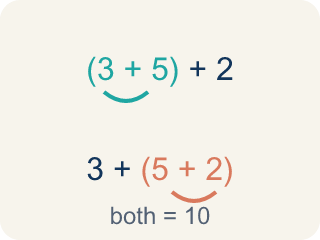 (3 + 5) + 2
3 + (5 + 2)
both = 10